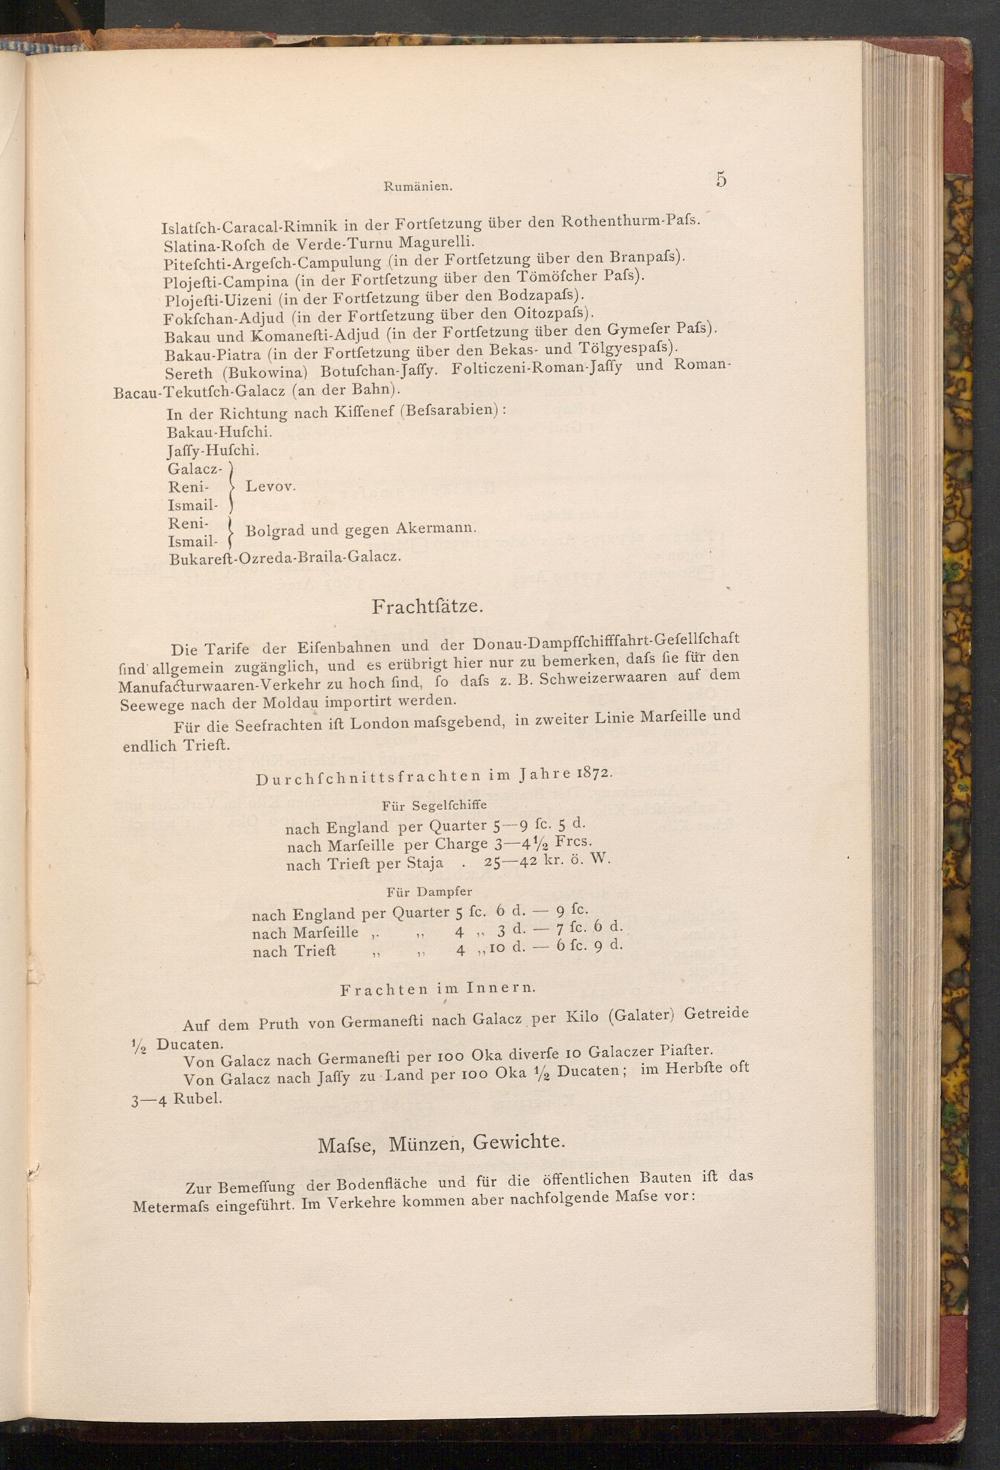 Rumänien.
5
Islatſch-Caracal-Rimnik in der Fortſetzung über den Rothenthurm-Paſs.
Slatina-Roſch de Verde-Turnu Magurelli.
Piteſchti-Argeſch-Campulung (in der Fortſetzung über den Branpaſs).
Plojeſti-Campina (in der Fortſetzung über den Tömöſcher Paſs).
Plojeſti-Uizeni (in der Fortſetzung über den Bodzapaſs).
Fokſchan-Adjud (in der Fortſetzung über den Oitozpaſs).
Bakau und Komaneſti-Adjud (in der Fortſetzung über den Gymeſer Paſs).
Bakau-Piatra (in der Fortſetzung über den Bekas- und Tölgyespaſs).
Sereth (Bukowina) Botuſchan-Jaſſy. Folticzeni-Roman-Jaſſy und Roman-
Bacau-Tekutſch-Galacz (an der Bahn).
In der Richtung nach Kiſſenef (Beſsarabien):
Bakau-Huſchi.
Jaſſy-Huſchi.
Galacz-
Reni- } Levov.
Ismail-
Reni-
Ismail- } Bolgrad und gegen Akermann.
Bukareſt-Ozreda-Braila-Galacz.
Frachtſätze.
Die Tarife der Eiſenbahnen und der Donau-Dampfſchifffahrt-Geſellſchaft
ſind allgemein zugänglich, und es erübrigt hier nur zu bemerken, daſs ſie für den
Manufacturwaaren-Verkehr zu hoch ſind, ſo daſs z. B. Schweizerwaaren auf dem
Seewege nach der Moldau importirt werden.
Für die Seefrachten iſt London maſsgebend, in zweiter Linie Marſeille und
endlich Trieſt.
Durchſchnittsfrachten im Jahre 1872.
Für Segelſchiffe
nach England per Quarter 5—9 ſc. 5 d.
nach Marſeille per Charge 3—4½ Frcs.
nach Trieſt per Staja . 25—42 kr. ö. W.
Für Dampfer
nach England per Quarter 5 ſc. 6 d. — 9 ſc.
nach Marſeille „ „ 4 „ 3 d. — 7 ſc. 6 d.
nach Trieſt „ „ 4 „ 10 d. — 6 ſc. 9 d.
Frachten im Innern.
Auf dem Pruth von Germaneſti nach Galacz per Kilo (Galater) Getreide
½ Ducaten.
Von Galacz nach Germaneſti per 100 Oka diverſe 10 Galaczer Piaſter.
Von Galacz nach Jaſſy zu Land per 100 Oka ½ Ducaten; im Herbſte oft
3—4 Rubel.
Maſse, Münzen, Gewichte.
Zur Bemeſſung der Bodenfläche und für die öffentlichen Bauten iſt das
Metermaſs eingeführt. Im Verkehre kommen aber nachfolgende Maſse vor: